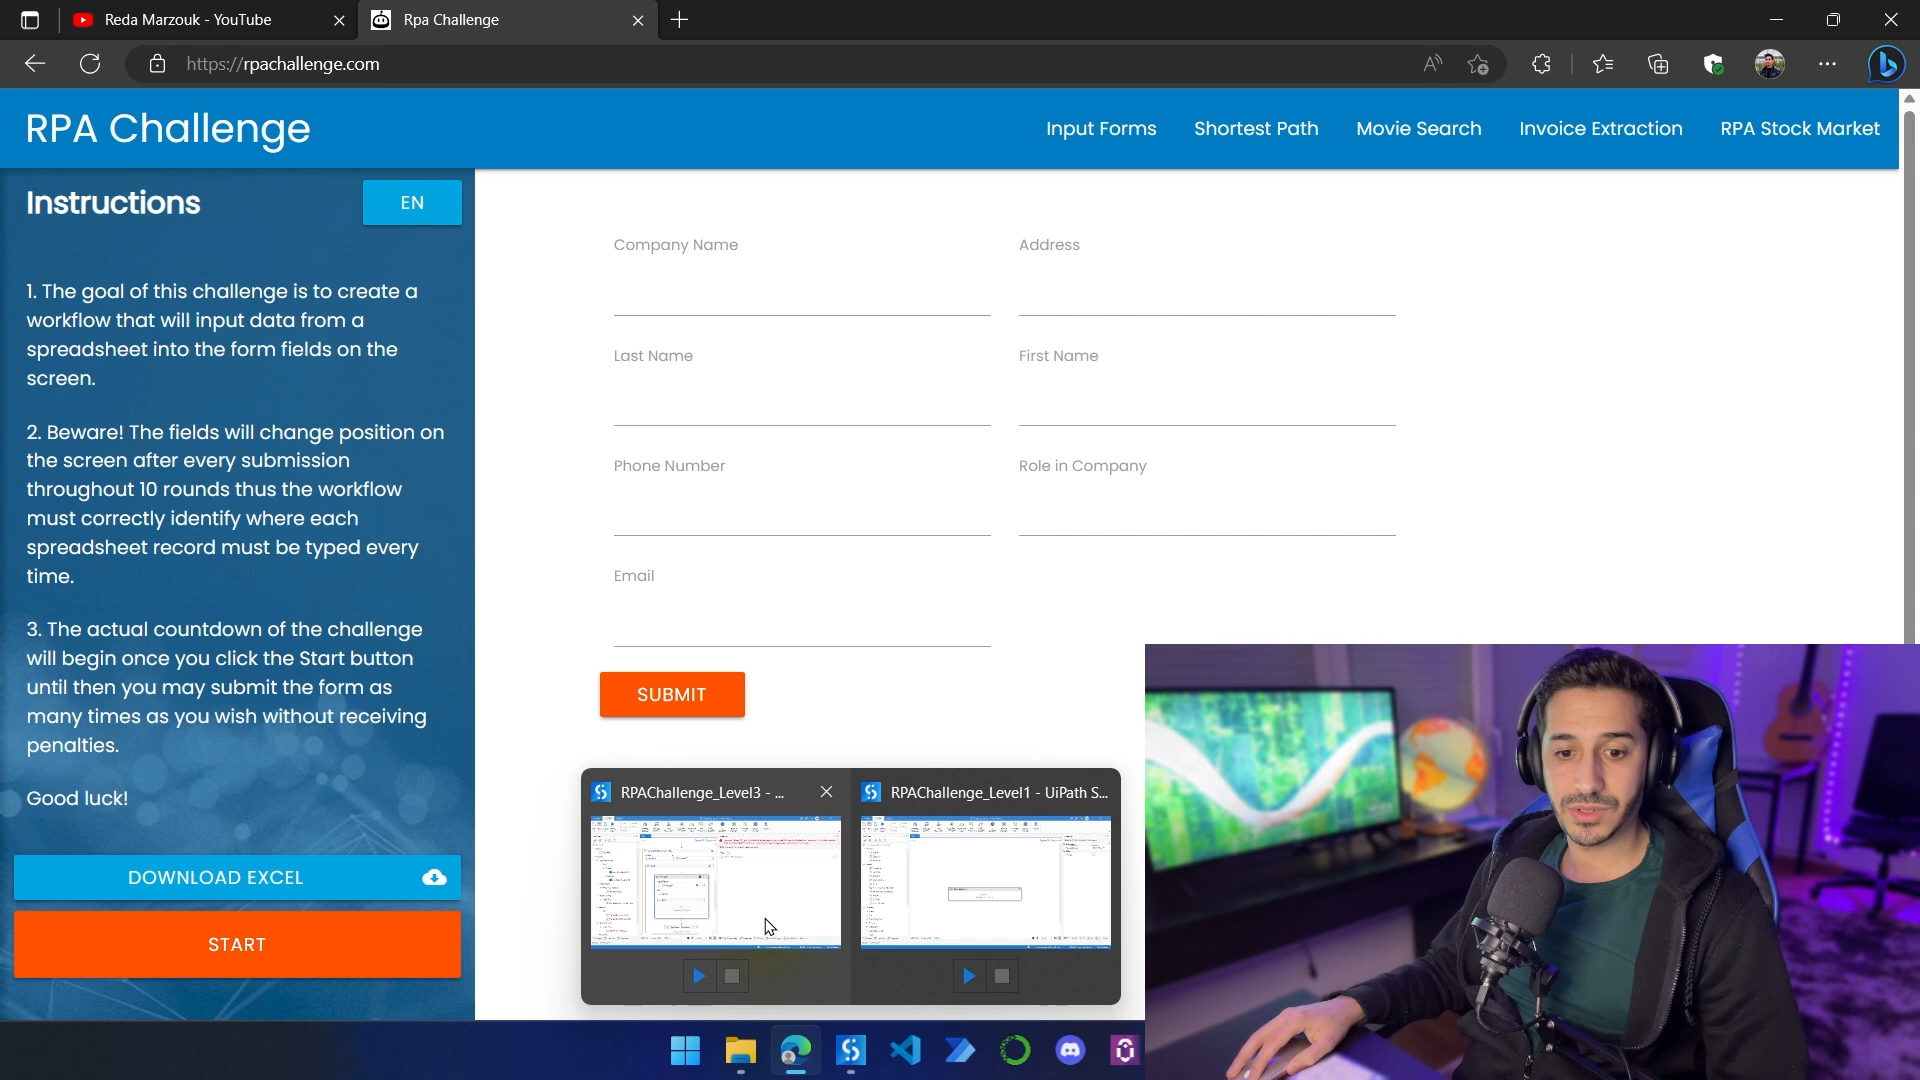 Reda Marzouk - YouTube
Rpa Challenge
https://rpachallenge.com
RPA Challenge
Input Forms
Shortest Path
Movie Search
Invoice Extraction
RPA Stock Market
Instructions
EN
1. The goal of this challenge is to create a
workflow that will input data from a
spreadsheet into the form fields on the
screen.
2. Beware! The fields will change position on
the screen after every submission
throughout 10 rounds thus the workflow
must correctly identify where each
spreadsheet record must be typed every
time.
3. The actual countdown of the challenge
will begin once you click the Start button
until then you may submit the form as
many times as you wish without receiving
penalties.
Good luck!
DOWNLOAD EXCEL
START
Company Name
Address
Last Name
First Name
Phone Number
Role in Company
Email
SUBMIT
RPAChallenge_Level3 - ...
RPAChallenge_Level1 - UiPath S...